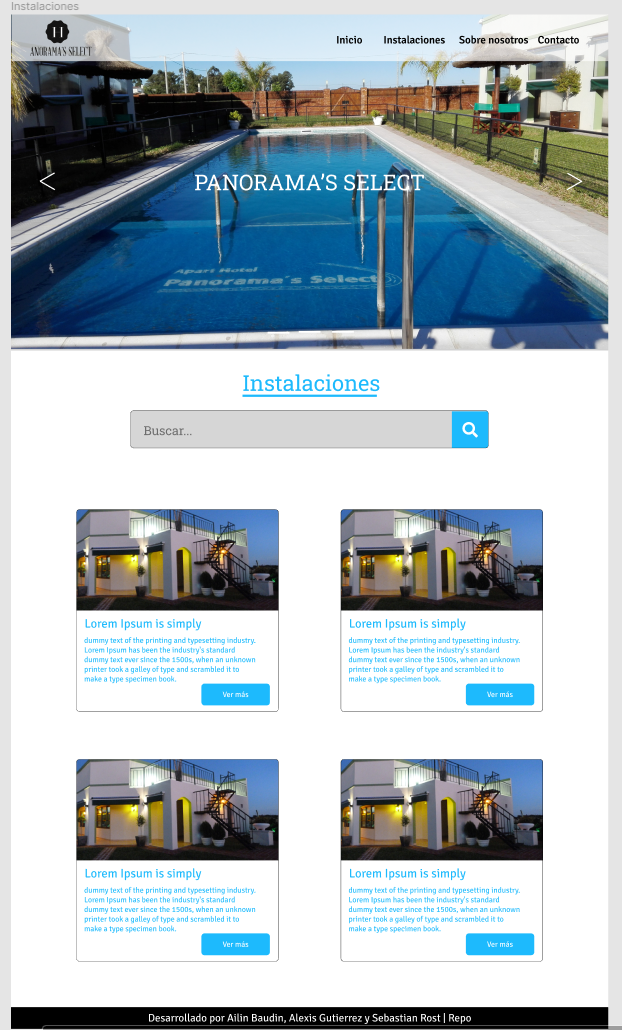 Instalaciones
H
ANORAMA'S SELECT
Inicio Instalaciones Sobre nosotros Contacto
PANORAMA'S SELECT
Apart Hotel
Panorama's Select
Instalaciones
Buscar...
Lorem Ipsum is simply
dummy text of the printing and typesetting industry.
Lorem Ipsum has been the industry's standard
dummy text ever since the 1500s, when an unknown
printer took a galley of type and scrambled it to
make a type specimen book.
Ver más
Lorem Ipsum is simply
dummy text of the printing and typesetting industry.
Lorem Ipsum has been the industry's standard
dummy text ever since the 1500s, when an unknown
printer took a galley of type and scrambled it to
make a type specimen book.
Ver más
Lorem Ipsum is simply
dummy text of the printing and typesetting industry.
Lorem Ipsum has been the industry's standard
dummy text ever since the 1500s, when an unknown
printer took a galley of type and scrambled it to
make a type specimen book.
Ver más
Lorem Ipsum is simply
dummy text of the printing and typesetting industry.
Lorem Ipsum has been the industry's standard
dummy text ever since the 1500s, when an unknown
printer took a galley of type and scrambled it to
make a type specimen book.
Ver más
Desarrollado por Ailin Baudin, Alexis Gutierrez y Sebastian Rost | Repo